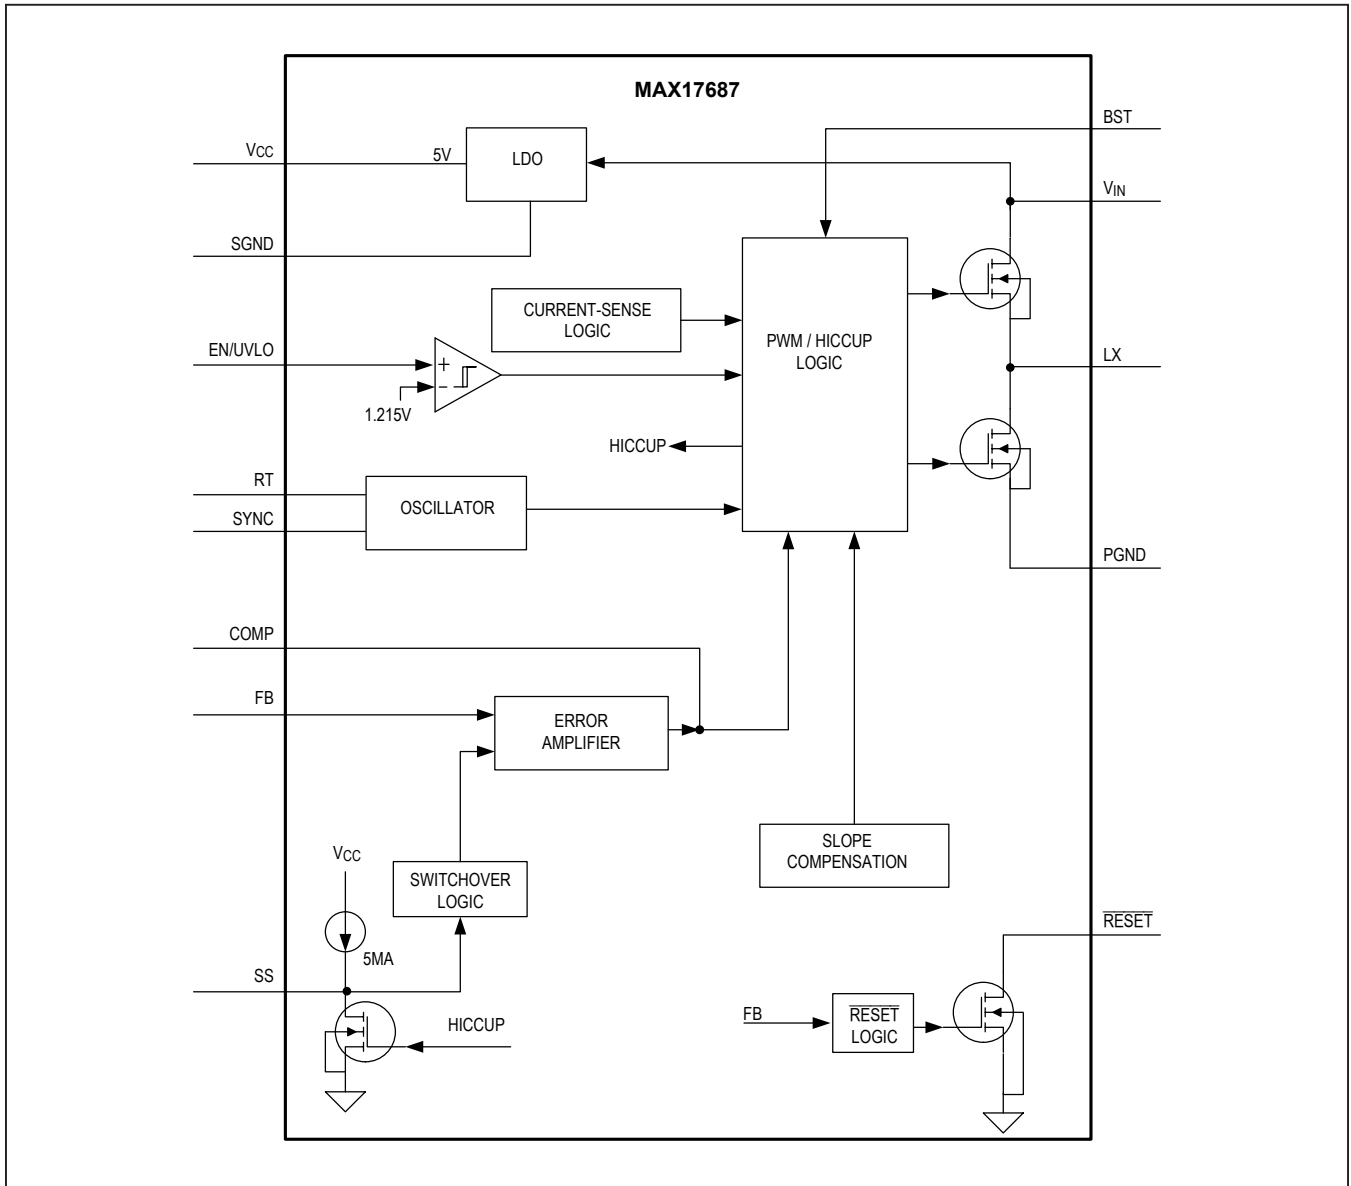 MAX17687
BST
VCC
5V
LDO
VIN
SGND
CURRENT-SENSE
LOGIC
PWM / HICCUP
LOGIC
EN/UVLO
+
-
1.215V
LX
HICCUP
RT
OSCILLATOR
SYNC
PGND
COMP
FB
ERROR
AMPLIFIER
SLOPE
COMPENSATION
VCC
SWITCHOVER
LOGIC
RESET
5MA
SS
HICCUP
FB
RESET
LOGIC